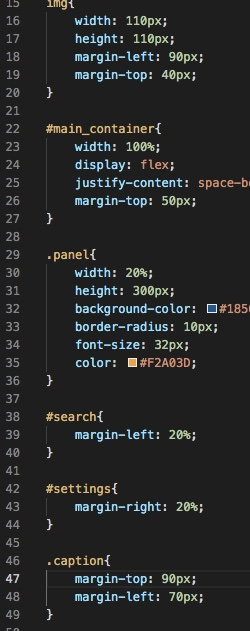 15 img{
16 width: 110px;
17 height: 110px;
18 margin-left: 90px;
19 margin-top: 40px;
20 }
21
22 #main_container{
23 width: 100%;
24 display: flex;
25 justify-content: space-b
26 margin-top: 50px;
27 }
28
29 .panel{
30 width: 20%;
31 height: 300px;
32 background-color: #185
33 border-radius: 10px;
34 font-size: 32px;
35 color: #F2A03D;
36 }
37
38 #search{
39 margin-left: 20%;
40 }
41
42 #settings{
43 margin-right: 20%;
44 }
45
46 .caption{
47 margin-top: 90px;
48 margin-left: 70px;
49 }